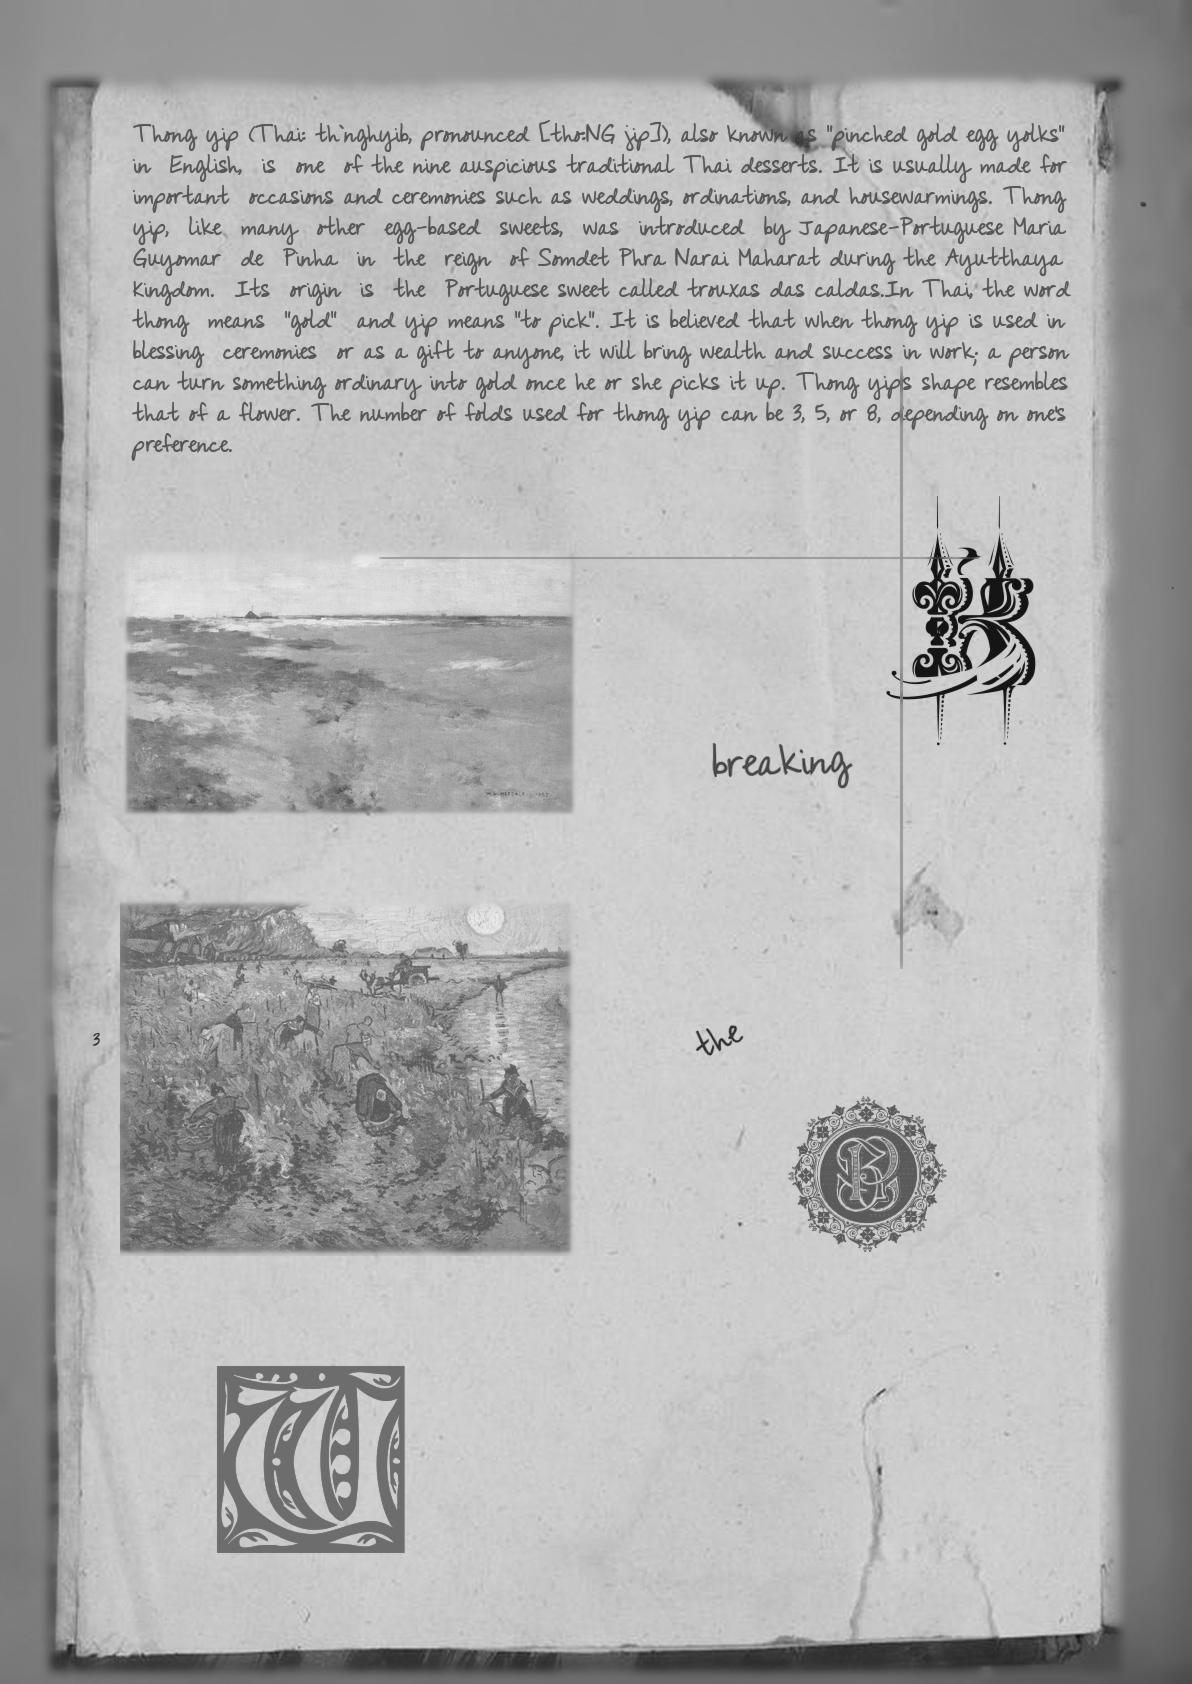 Thong yip (Thai: th`nghyib, pronounced [tho:NG jip]), also known as "pinched gold egg yolks"
in English, is one of the nine auspicious traditional Thai desserts. It is usually made for
important occasions and ceremonies such as weddings, ordinations, and housewarmings. Thong
yip, like many other egg-based sweets, was introduced by Japanese-Portuguese Maria
Guyomar de Pinha in the reign of Somdet Phra Narai Maharat during the Ayutthaya
Kingdom. Its origin is the Portuguese sweet called trouxas das caldas.In Thai, the word
thong means "gold" and yip means "to pick". It is believed that when thong yip is used in
blessing ceremonies or as a gift to anyone, it will bring wealth and success in work; a person
can turn something ordinary into gold once he or she picks it up. Thong yip's shape resembles
that of a flower. The number of folds used for thong yip can be 3, 5, or 8, depending on one's
preference.
breaking
3
the